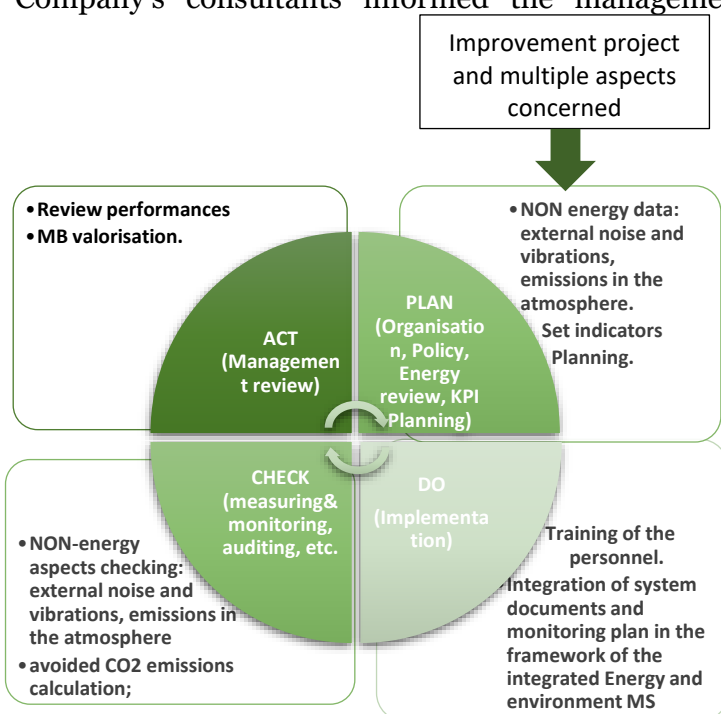 Company's consultants informed the manageme
Improvement project
and multiple aspects
concerned
•Review performances
•MB valorisation.
•NON energy data:
external noise and
vibrations,
emissions in the
atmosphere.
Set indicators
Planning.
ACT
(Managemen
t review)
PLAN
(Organisatio
n, Policy,
Energy
review, KPI
Planning)
CHECK
(measuring&
monitoring,
auditing, etc.
DO
(Implementa
tion)
•NON-energy
aspects checking:
external noise and
vibrations, emissions in
the atmosphere
•avoided CO2 emissions
calculation;
Training of the
personnel.
Integration of system
documents and
monitoring plan in the
framework of the
integrated Energy and
environment MS